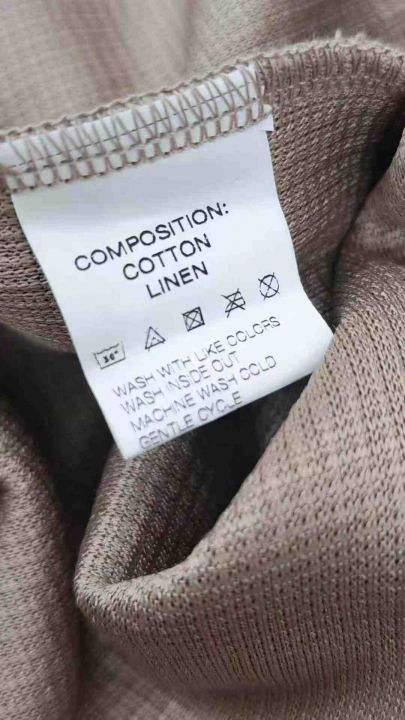 COMPOSITION:
COTTON
LINEN
30°
WASH WITH LIKE COLORS
WASH INSIDE OUT
MACHINE WASH COLD
GENTLE CYCLE